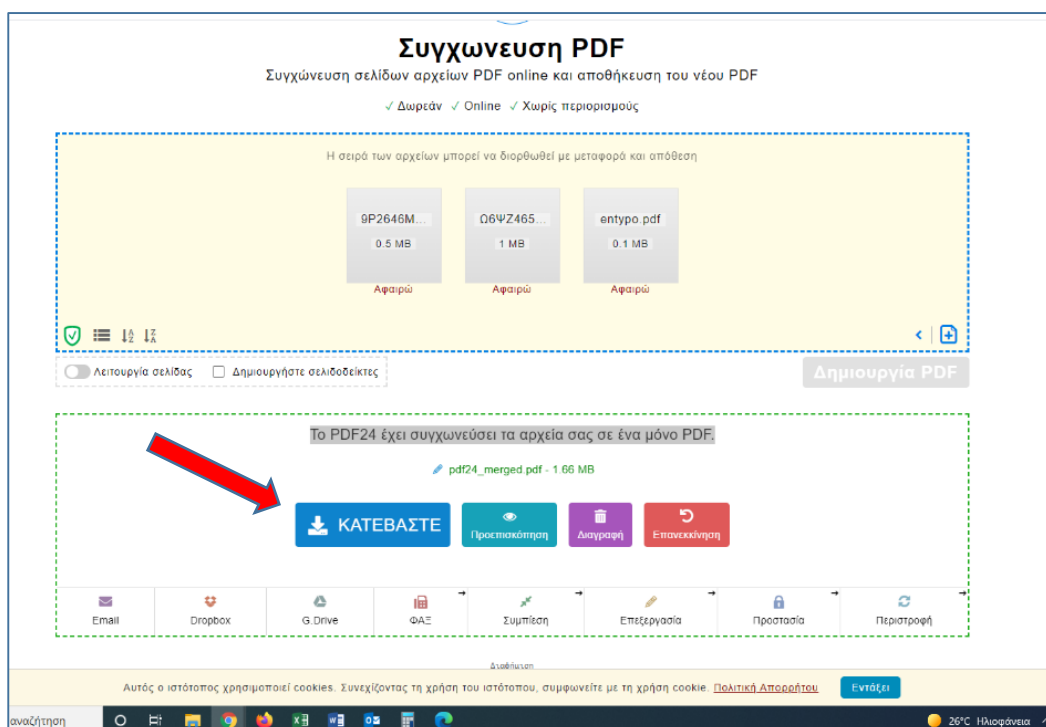 Συγχωνευση PDF
Συγχώνευση σελίδων αρχείων PDF online και αποθήκευση του νέου PDF
✓ Δωρεάν ✓ Online ✓ Χωρίς περιορισμούς
Η σειρά των αρχείων μπορεί να διορθωθεί με μεταφορά και απόθεση
9P2646M... Ω6ΨΖ465... entypo.pdf
0.5 MB 1 MB 0.1 MB
Αφαιρώ Αφαιρώ Αφαιρώ
Λειτουργία σελίδας Δημιουργήστε σελιδοδείκτες Δημιουργία PDF
Το PDF24 έχει συγχωνεύσει τα αρχεία σας σε ένα μόνο PDF.
pdf24_merged.pdf - 1.66 MB
ΚΑΤΕΒΑΣΤΕ Προεπισκόπηση Διαγραφή Επανεκκίνηση
Email Dropbox G.Drive ΦΑΞ Συμπίεση Επεξεργασία Προστασία Περιστροφή
Διαφήμιση
Αυτός ο ιστότοπος χρησιμοποιεί cookies. Συνεχίζοντας τη χρήση του ιστότοπου, συμφωνείτε με τη χρήση cookie. Πολιτική Απορρήτου Εντάξει
αναζήτηση 26°C Ηλιοφάνεια